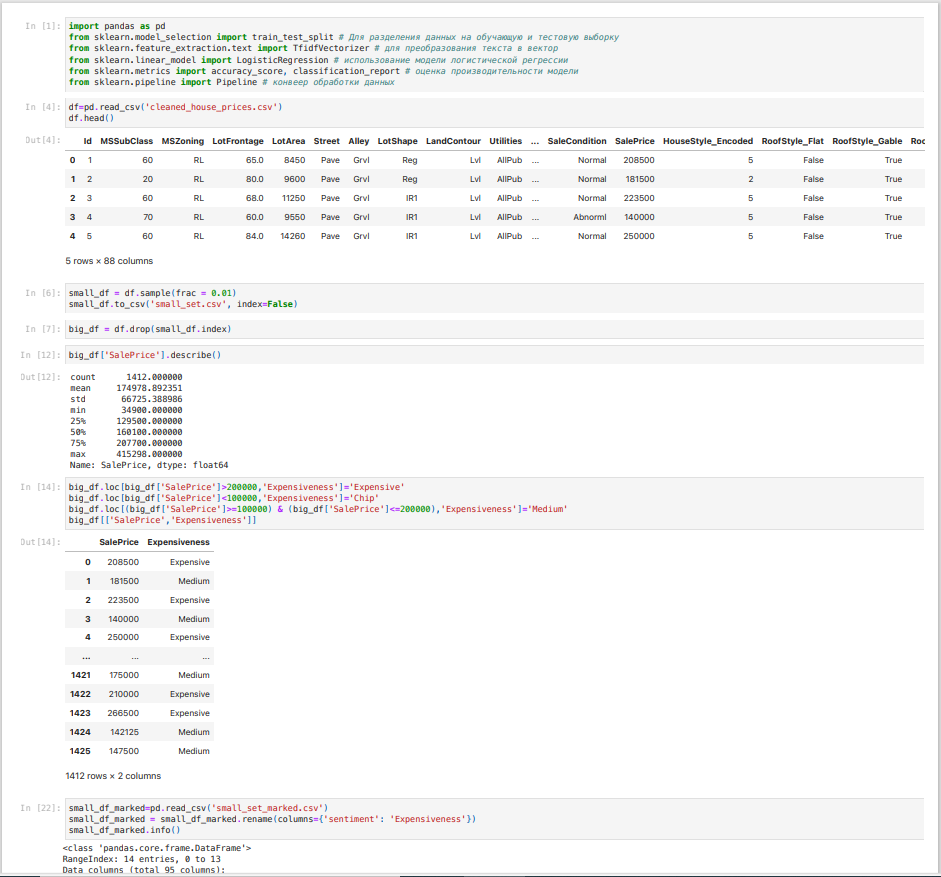 In [1]: import pandas as pd
from sklearn.model_selection import train_test_split # Для разделения данных на обучающую и тестовую выборку
from sklearn.feature_extraction.text import TfidfVectorizer # для преобразования текста в вектор
from sklearn.linear_model import LogisticRegression # использование модели логистической регрессии
from sklearn.metrics import accuracy_score, classification_report # оценка производительности модели
from sklearn.pipeline import Pipeline # конвеер обработки данных
In [4]: df=pd.read_csv('cleaned_house_prices.csv')
df.head()
Out[4]: Id MSSubClass MSZoning LotFrontage LotArea Street Alley LotShape LandContour Utilities ... SaleCondition SalePrice HouseStyle_Encoded RoofStyle_Flat RoofStyle_Gable Roo
0 1 60 RL 65.0 8450 Pave Grvl Reg Lvl AllPub ... Normal 208500 5 False True
1 2 20 RL 80.0 9600 Pave Grvl Reg Lvl AllPub ... Normal 181500 2 False True
2 3 60 RL 68.0 11250 Pave Grvl IR1 Lvl AllPub ... Normal 223500 5 False True
3 4 70 RL 60.0 9550 Pave Grvl IR1 Lvl AllPub ... Abnorml 140000 5 False True
4 5 60 RL 84.0 14260 Pave Grvl IR1 Lvl AllPub ... Normal 250000 5 False True
5 rows × 88 columns
In [6]: small_df = df.sample(frac = 0.01)
small_df.to_csv('small_set.csv', index=False)
In [7]: big_df = df.drop(small_df.index)
In [12]: big_df['SalePrice'].describe()
Out[12]: count 1412.000000
mean 174978.892351
std 66725.388986
min 34900.000000
25% 129500.000000
50% 160100.000000
75% 207700.000000
max 415298.000000
Name: SalePrice, dtype: float64
In [14]: big_df.loc[big_df['SalePrice']>200000,'Expensiveness']='Expensive'
big_df.loc[big_df['SalePrice']<100000,'Expensiveness']='Chip'
big_df.loc[(big_df['SalePrice']>=100000) & (big_df['SalePrice']<=200000),'Expensiveness']='Medium'
big_df[['SalePrice','Expensiveness']]
Out[14]: SalePrice Expensiveness
0 208500 Expensive
1 181500 Medium
2 223500 Expensive
3 140000 Medium
4 250000 Expensive
... ... ...
1421 175000 Medium
1422 210000 Expensive
1423 266500 Expensive
1424 142125 Medium
1425 147500 Medium
1412 rows × 2 columns
In [22]: small_df_marked=pd.read_csv('small_set_marked.csv')
small_df_marked = small_df_marked.rename(columns={'sentiment': 'Expensiveness'})
small_df_marked.info()
<class 'pandas.core.frame.DataFrame'>
RangeIndex: 14 entries, 0 to 13
Data columns (total 95 columns):